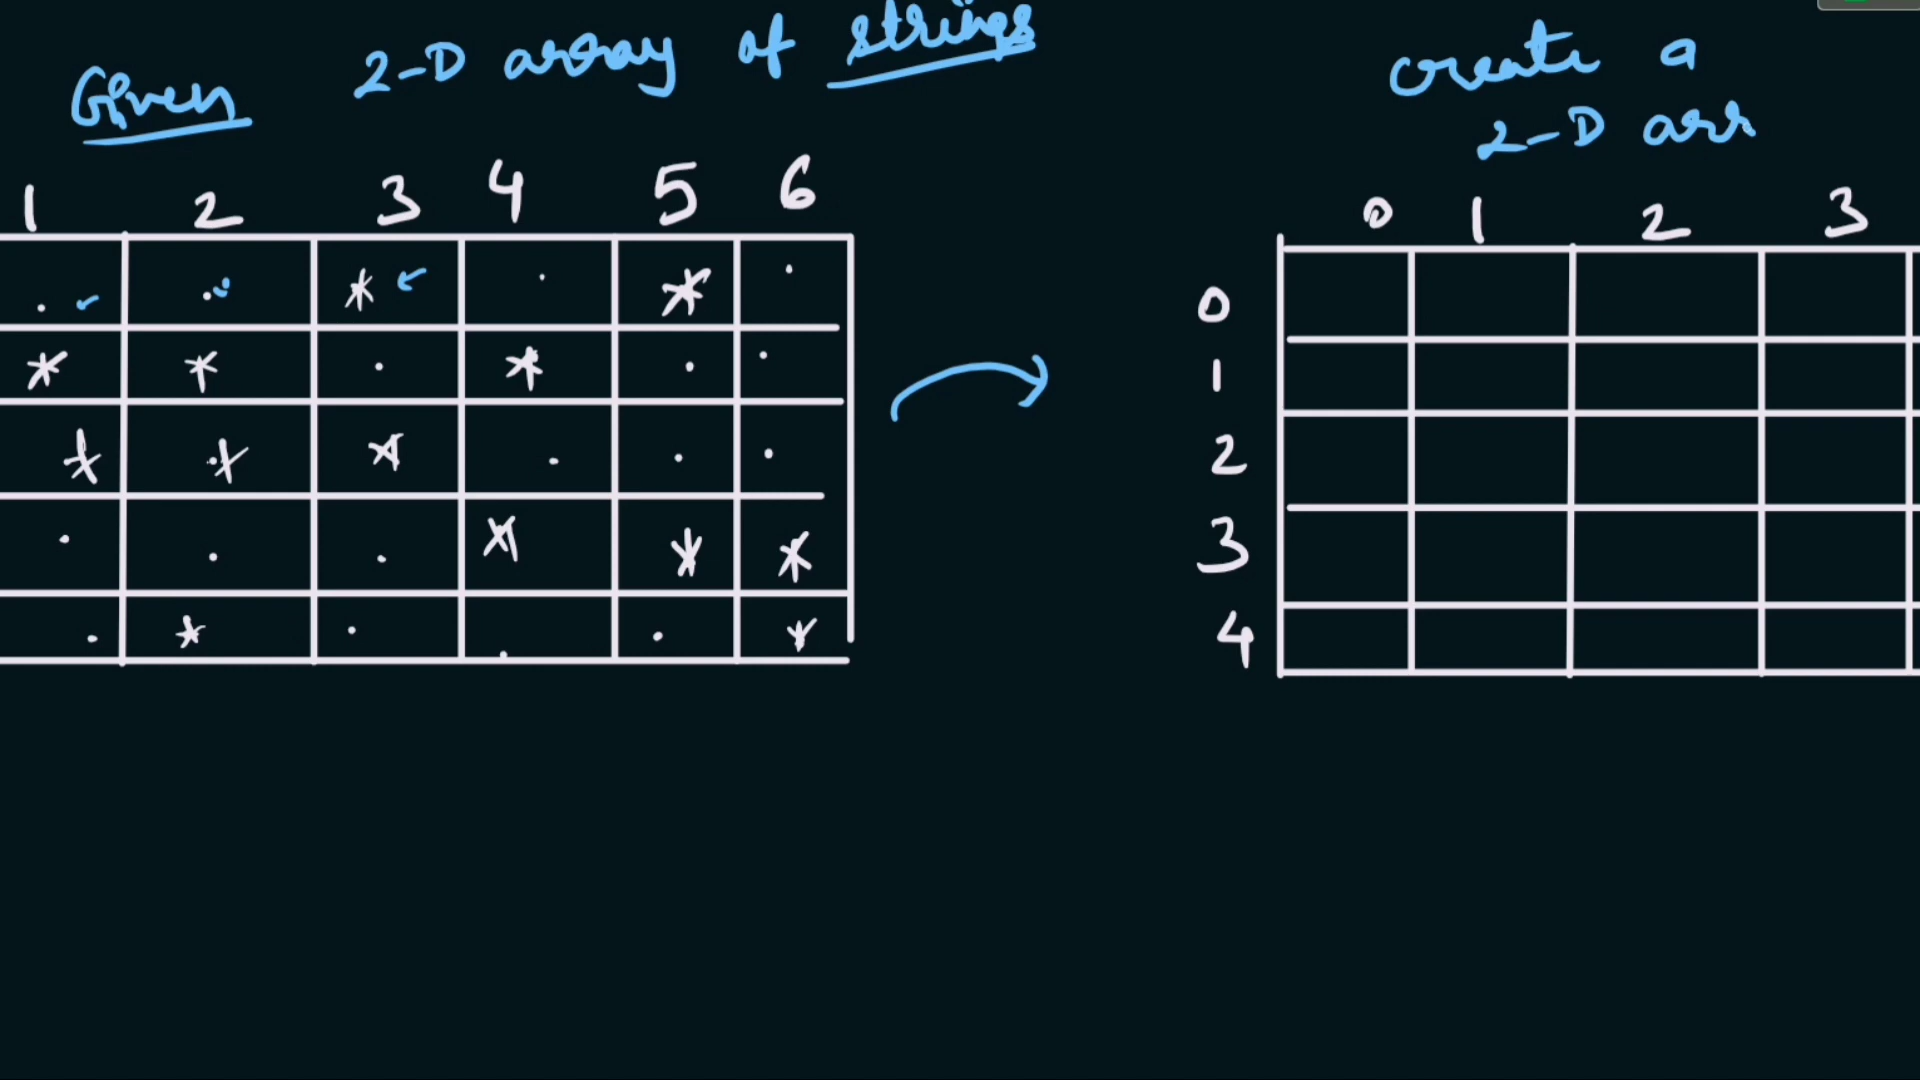 Given 2-D array of strings
create a
2-D arr
1 2 3 4 5 6
. . * . * .
* * . * . .
* * * . . .
. . . * * *
. * . . . *
0 1 2 3
0
1
2
3
4